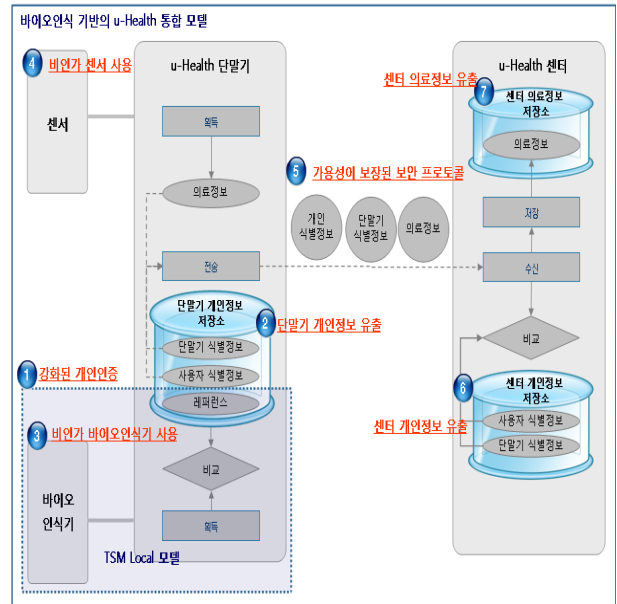 바이오인식 기반의 u-Health 통합 모델
4 비인가 센서 사용
센서
u-Health 단말기
획득
의료정보
전송
단말기 개인정보
저장소
단말기 식별정보
사용자 식별정보
레퍼런스
2 단말기 개인정보 유출
1 강화된 개인인증
3 비인가 바이오인식기 사용
바이오
인식기
비교
획득
TSM Local 모델
5 가용성이 보장된 보안 프로토콜
개인
식별정보
단말기
식별정보
의료정보
u-Health 센터
센터 의료정보 유출
7
센터 의료정보
저장소
의료정보
저장
수신
비교
6
센터 개인정보
저장소
센터 개인정보 유출
사용자 식별정보
단말기 식별정보